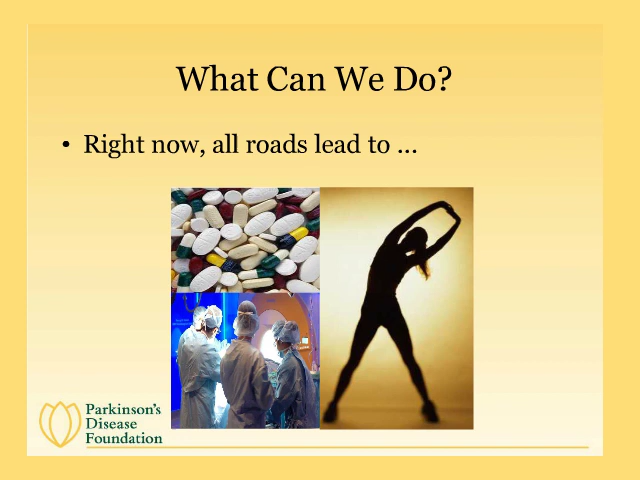 What Can We Do?
• Right now, all roads lead to ...
Parkinson's
Disease
Foundation